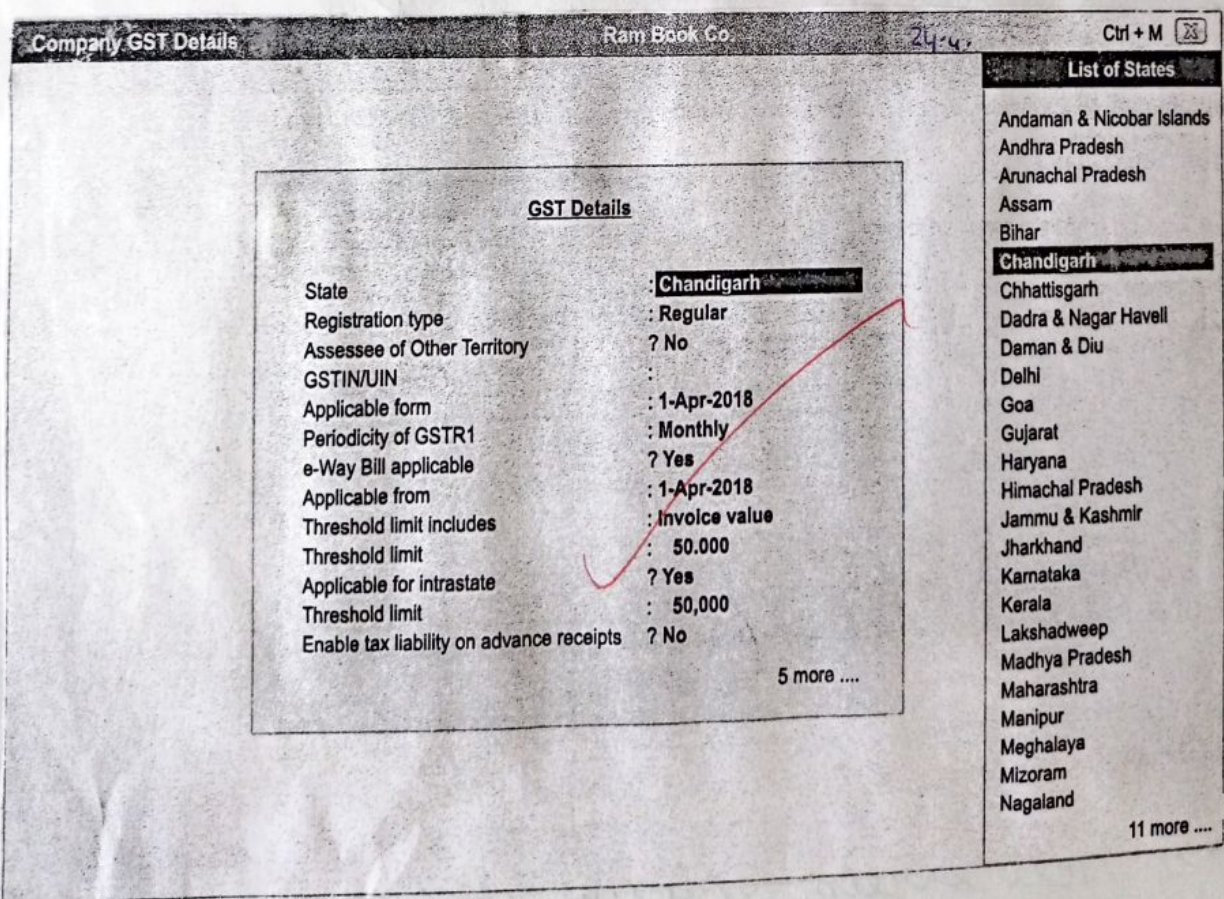 Company GST Details Ram Book Co. 24-4. Ctrl + M X
List of States
Andaman & Nicobar Islands
Andhra Pradesh
Arunachal Pradesh
Assam
Bihar
Chandigarh
Chhattisgarh
Dadra & Nagar Haveli
Daman & Diu
Delhi
Goa
Gujarat
Haryana
Himachal Pradesh
Jammu & Kashmir
Jharkhand
Karnataka
Kerala
Lakshadweep
Madhya Pradesh
Maharashtra
Manipur
Meghalaya
Mizoram
Nagaland
11 more ....
GST Details
State : Chandigarh
Registration type : Regular
Assessee of Other Territory ? No
GSTIN/UIN :
Applicable form : 1-Apr-2018
Periodicity of GSTR1 : Monthly
e-Way Bill applicable ? Yes
Applicable from : 1-Apr-2018
Threshold limit includes : Invoice value
Threshold limit : 50.000
Applicable for intrastate ? Yes
Threshold limit : 50,000
Enable tax liability on advance receipts ? No
5 more ....